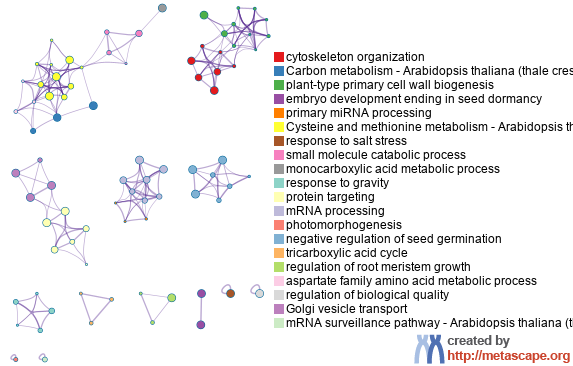 cytoskeleton organization
Carbon metabolism - Arabidopsis thaliana (thale cres
plant-type primary cell wall biogenesis
embryo development ending in seed dormancy
primary miRNA processing
Cysteine and methionine metabolism - Arabidopsis th
response to salt stress
small molecule catabolic process
monocarboxylic acid metabolic process
response to gravity
protein targeting
mRNA processing
photomorphogenesis
negative regulation of seed germination
tricarboxylic acid cycle
regulation of root meristem growth
aspartate family amino acid metabolic process
regulation of biological quality
Golgi vesicle transport
mRNA surveillance pathway - Arabidopsis thaliana (t
created by
http://metascape.org